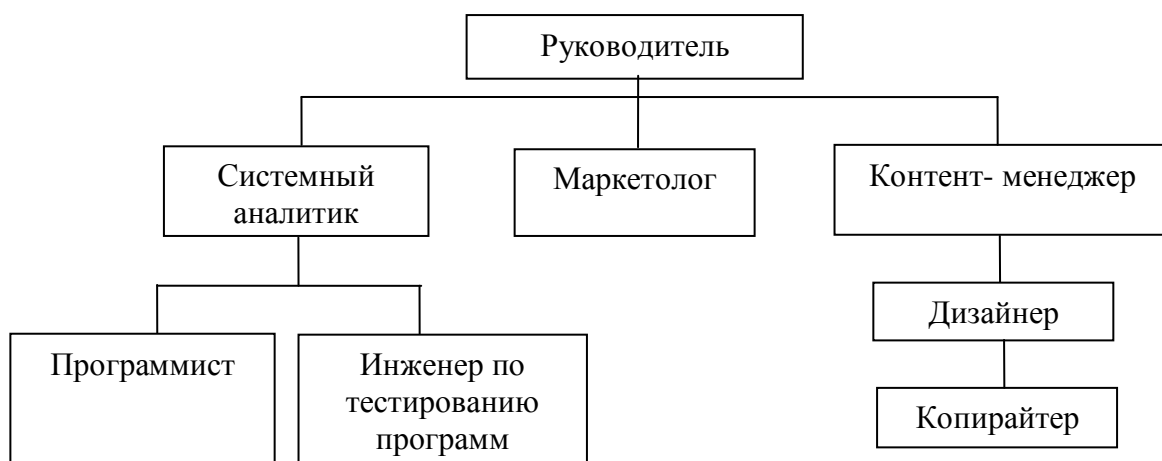 Руководитель
Системный
аналитик
Маркетолог
Контент- менеджер
Программист
Инженер по
тестированию
программ
Дизайнер
Копирайтер